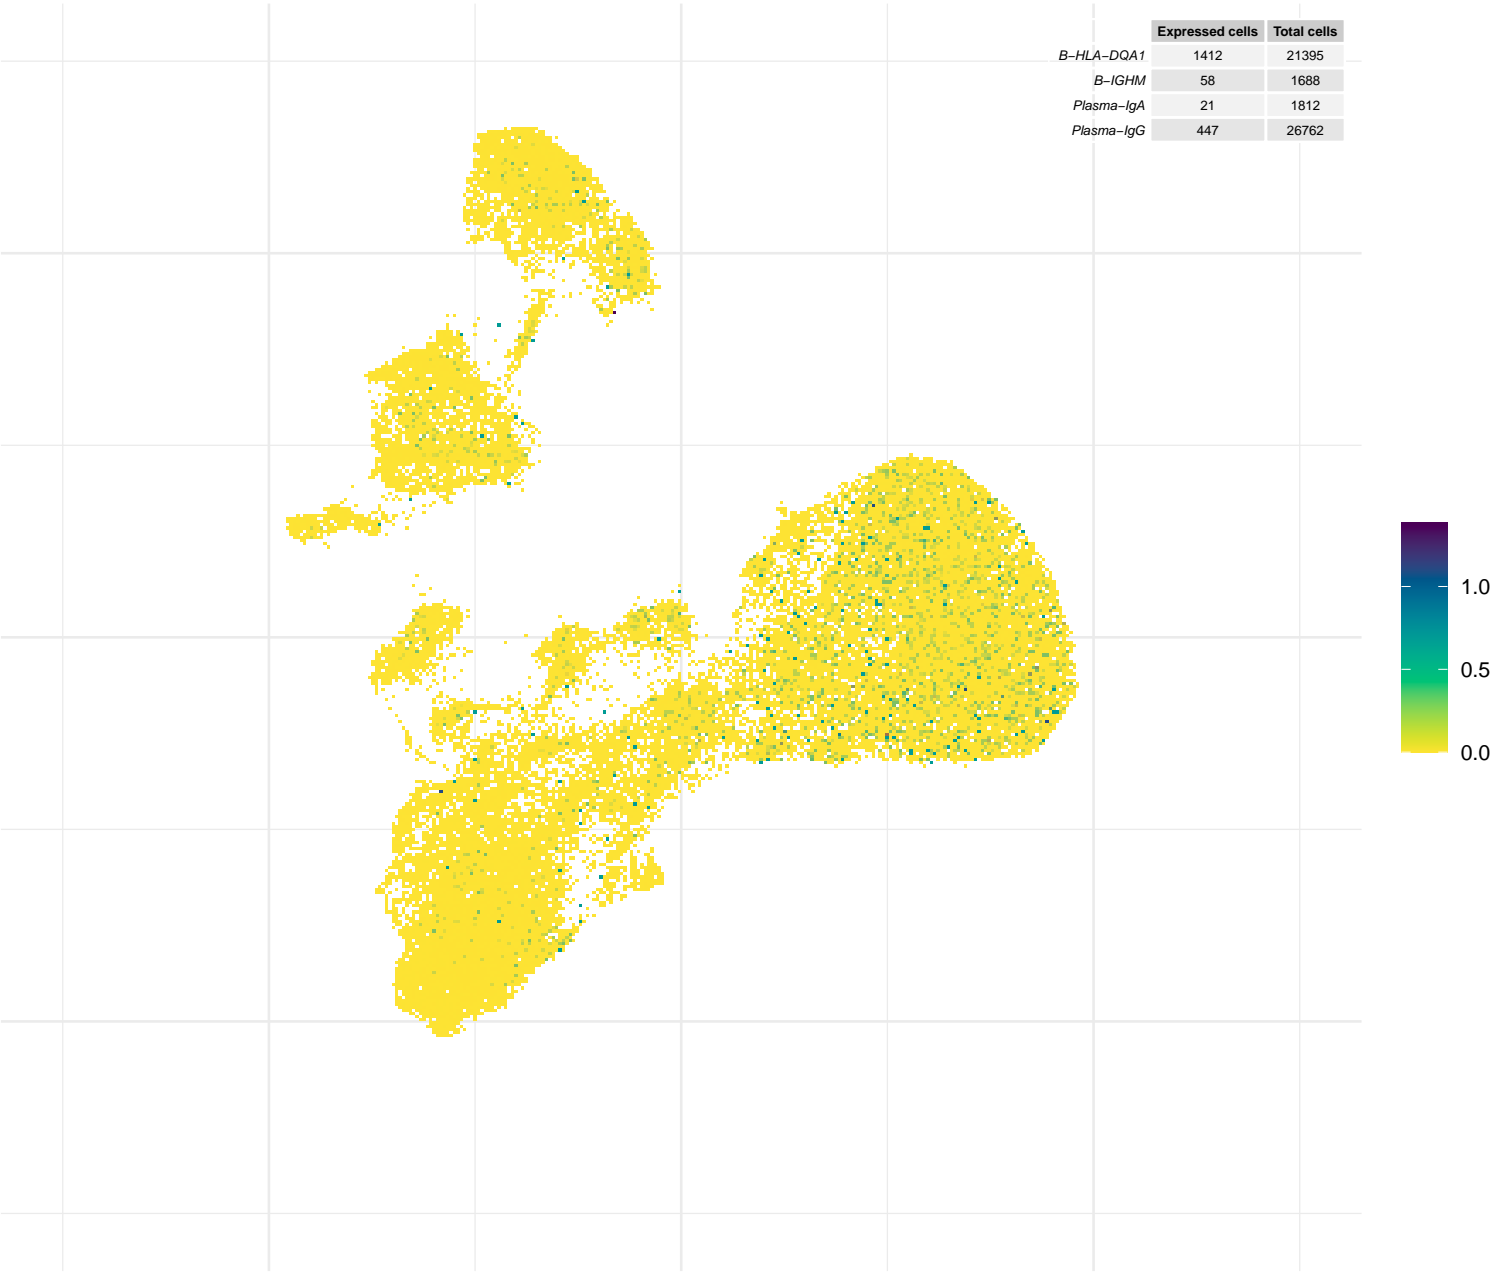 Expressed cells Total cells
B−HLA−DQA1 1412 21395
B−IGHM 58 1688
Plasma−IgA 21 1812
Plasma−IgG 447 26762
1.0
0.5
0.0